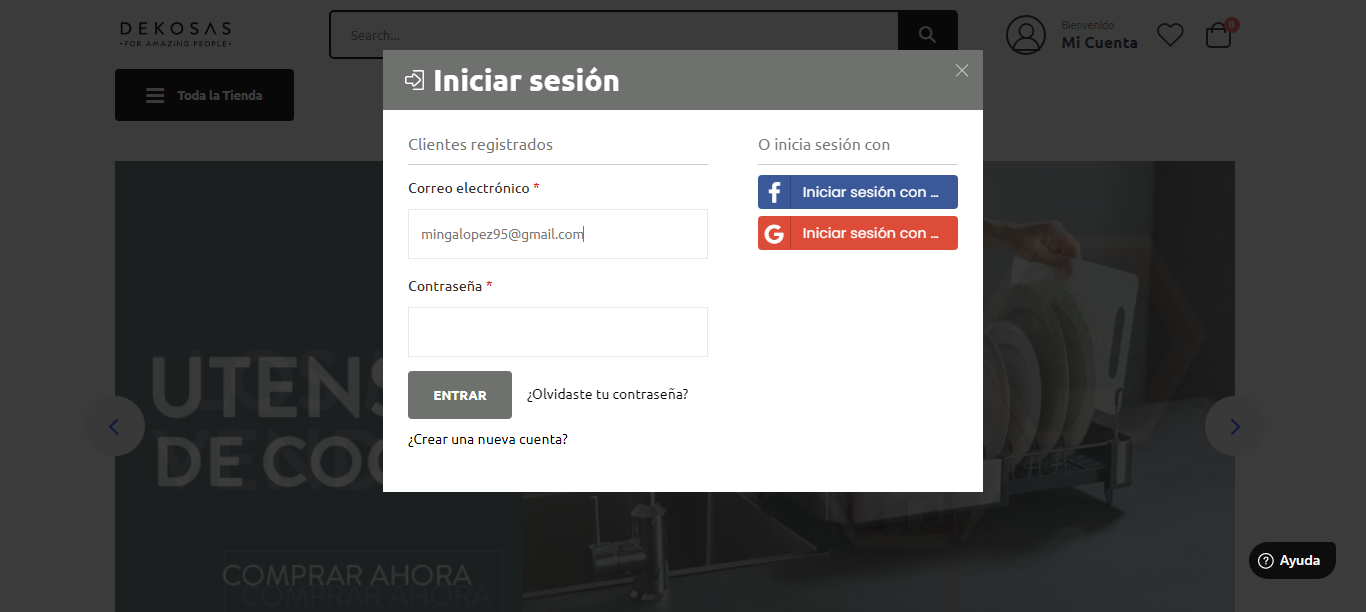 DEKOSAS
•FOR AMAZING PEOPLE•
Search...
Bienvenido
Mi Cuenta
0
Toda la Tienda
Iniciar sesión
Clientes registrados
Correo electrónico *
mingalopez95@gmail.com
Contraseña *
ENTRAR
¿Olvidaste tu contraseña?
¿Crear una nueva cuenta?
O inicia sesión con
Iniciar sesión con ...
Iniciar sesión con ...
UTENS
DE COC
COMPRAR AHORA
COMPRAR AHORA
Ayuda